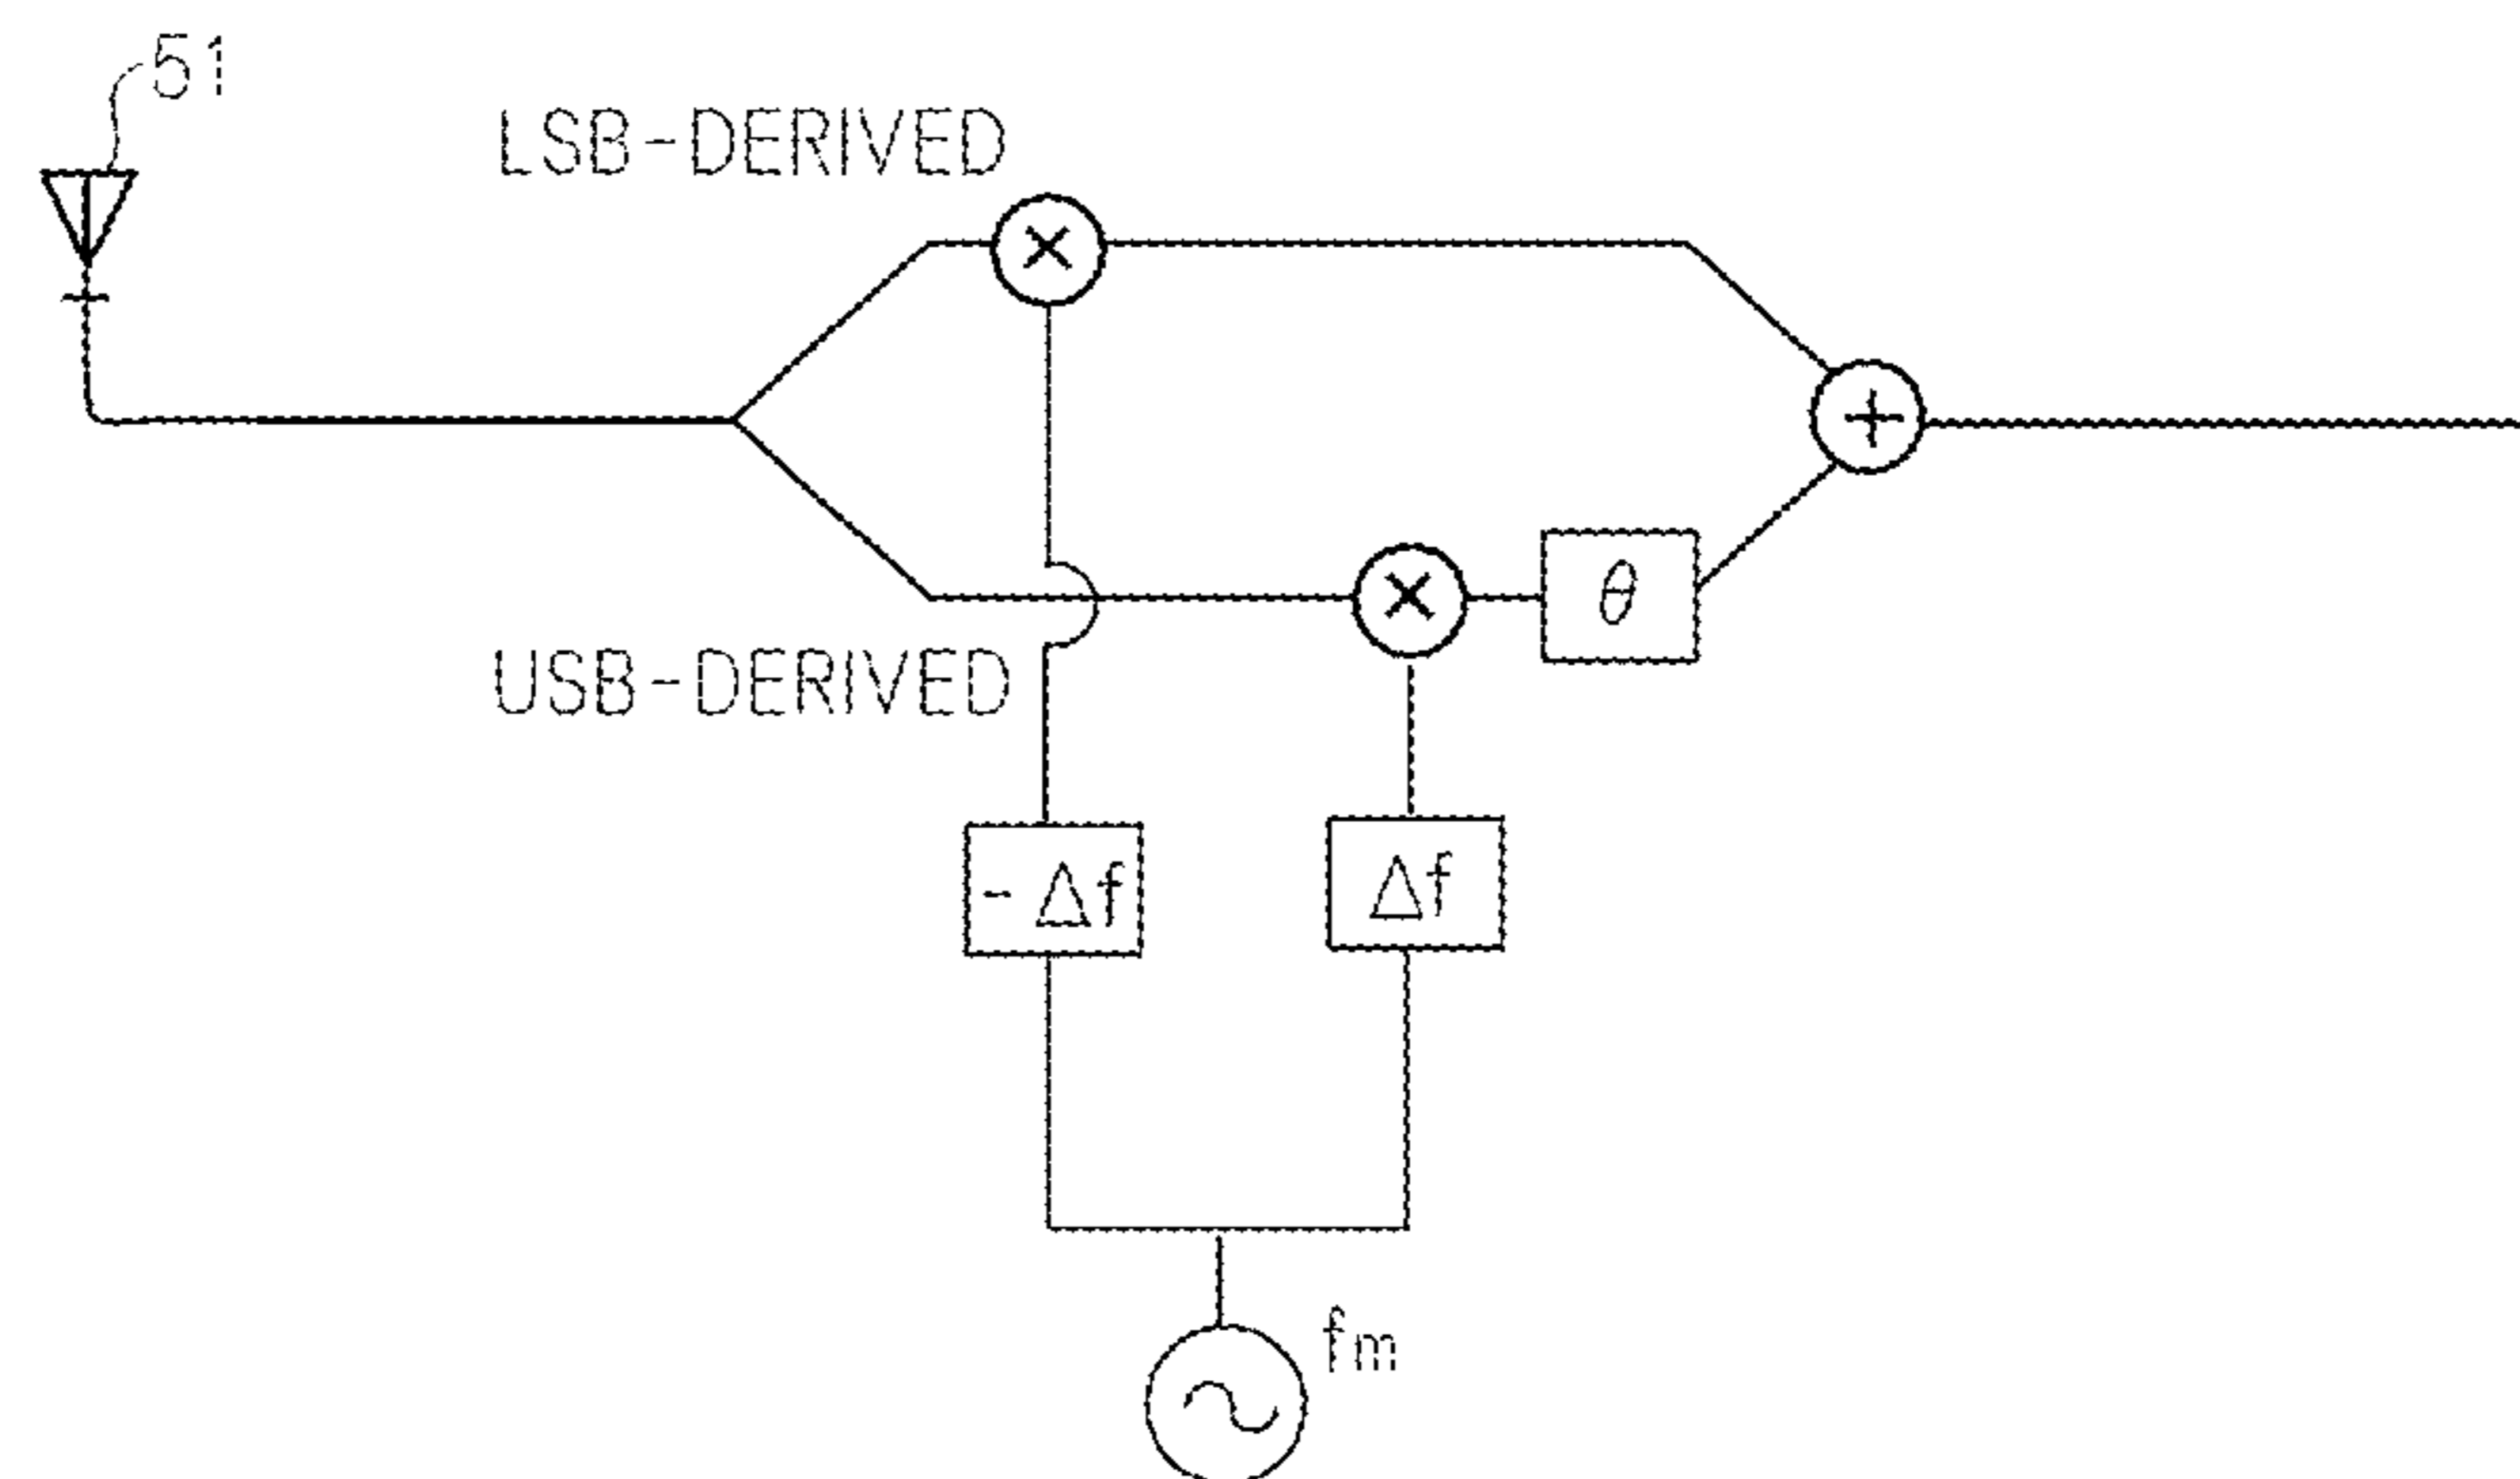 51
LSB-DERIVED
×
+
×
θ
USB-DERIVED
- Δf
Δf
fm